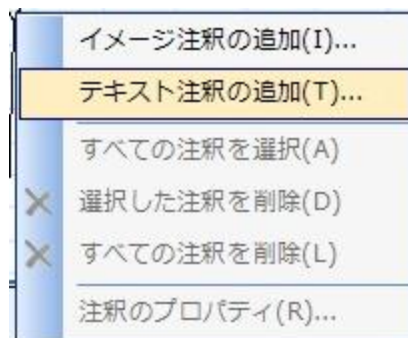 イメージ注釈の追加(I)...
テキスト注釈の追加(T)...
すべての注釈を選択(A)
選択した注釈を削除(D)
すべての注釈を削除(L)
注釈のプロパティ(R)...